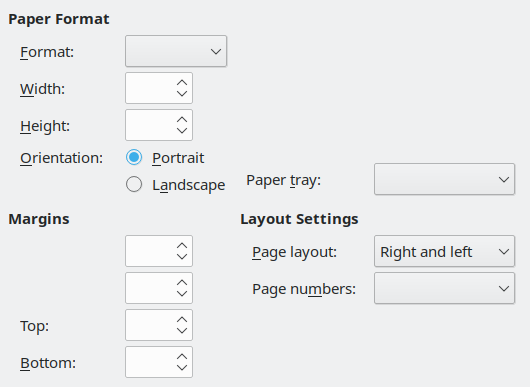 Paper Format
Format:
Width:
Height:
Orientation:
Portrait
Landscape
Paper tray:
Margins
Layout Settings
Page layout:
Right and left
Page numbers:
Top:
Bottom: